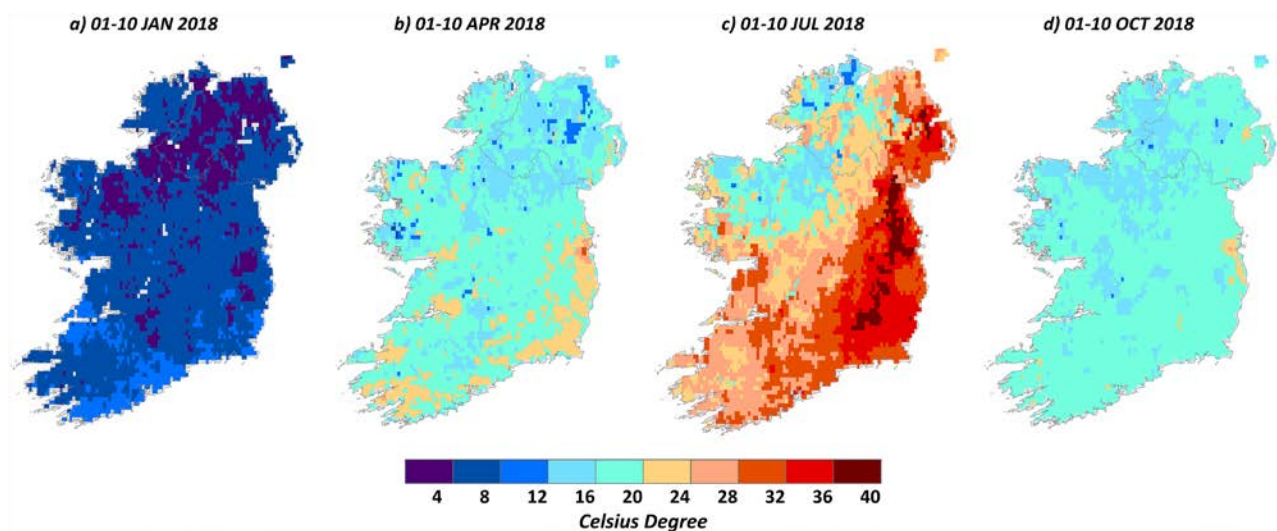 a) 01-10 JAN 2018
b) 01-10 APR 2018
c) 01-10 JUL 2018
d) 01-10 OCT 2018
4 8 12 16 20 24 28 32 36 40
Celsius Degree